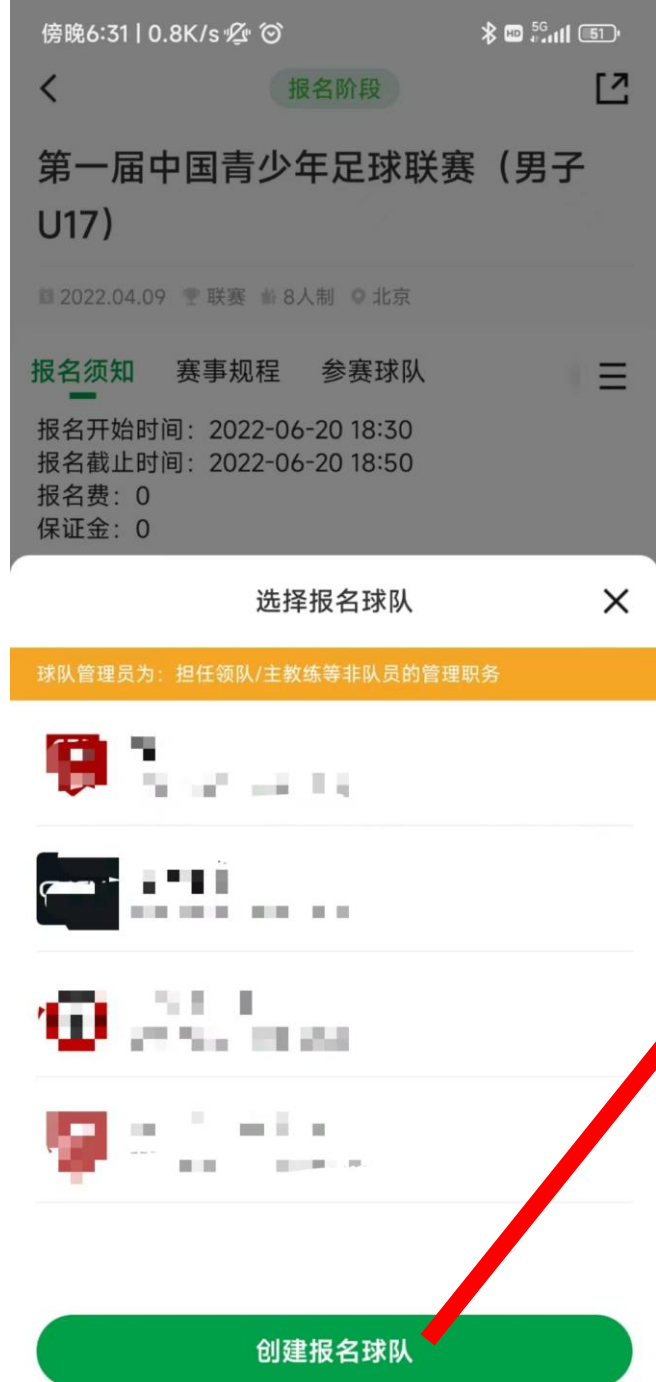 傍晚6:31 | 0.8K/s HD 5G 51
报名阶段
第一届中国青少年足球联赛（男子
U17）
2022.04.09 联赛 8人制 北京
报名须知 赛事规程 参赛球队
报名开始时间：2022-06-20 18:30
报名截止时间：2022-06-20 18:50
报名费：0
保证金：0
选择报名球队
球队管理员为：担任领队/主教练等非队员的管理职务
创建报名球队